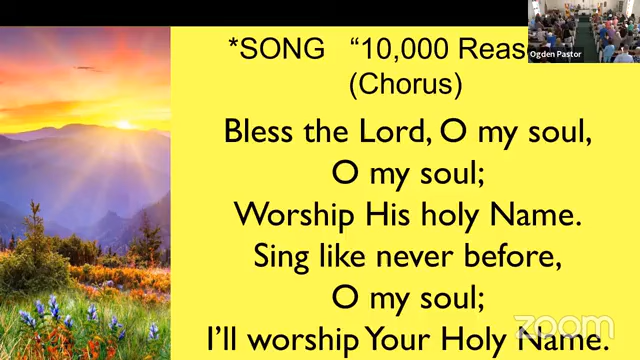 *SONG “10,000 Reas
(Chorus)
Bless the Lord, O my soul,
O my soul;
Worship His holy Name.
Sing like never before,
O my soul;
I’ll worship Your Holy Name.
Ogden Pastor
zoom